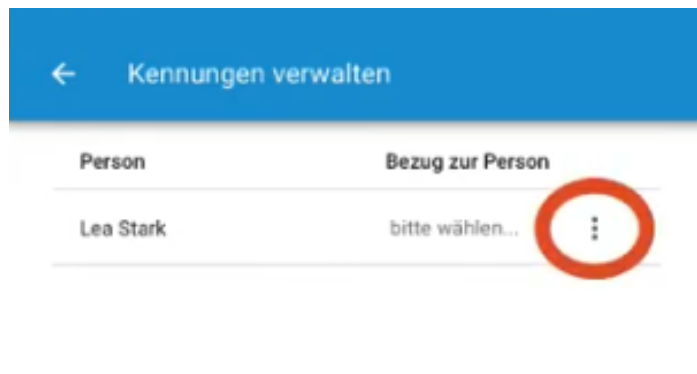 Kennungen verwalten
Person Bezug zur Person
Lea Stark bitte wählen...